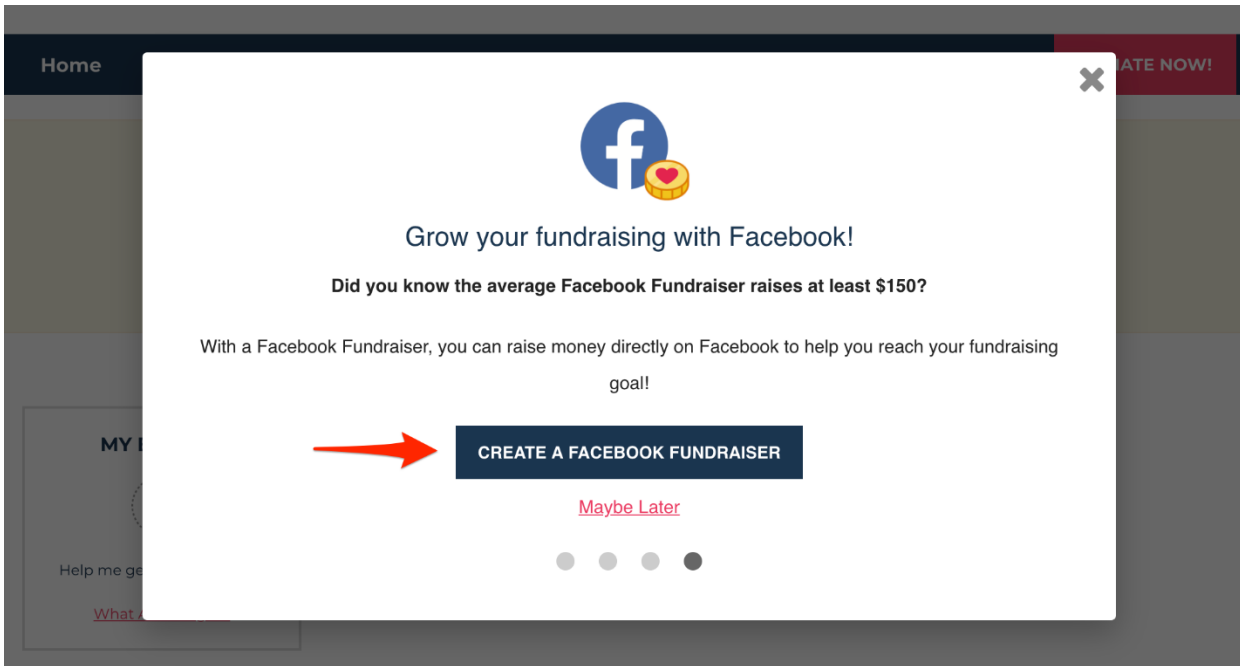 Home
NOW!
Grow your fundraising with Facebook!
Did you know the average Facebook Fundraiser raises at least $150?
With a Facebook Fundraiser, you can raise money directly on Facebook to help you reach your fundraising
goal!
MY
CREATE A FACEBOOK FUNDRAISER
Maybe Later
Help me
What